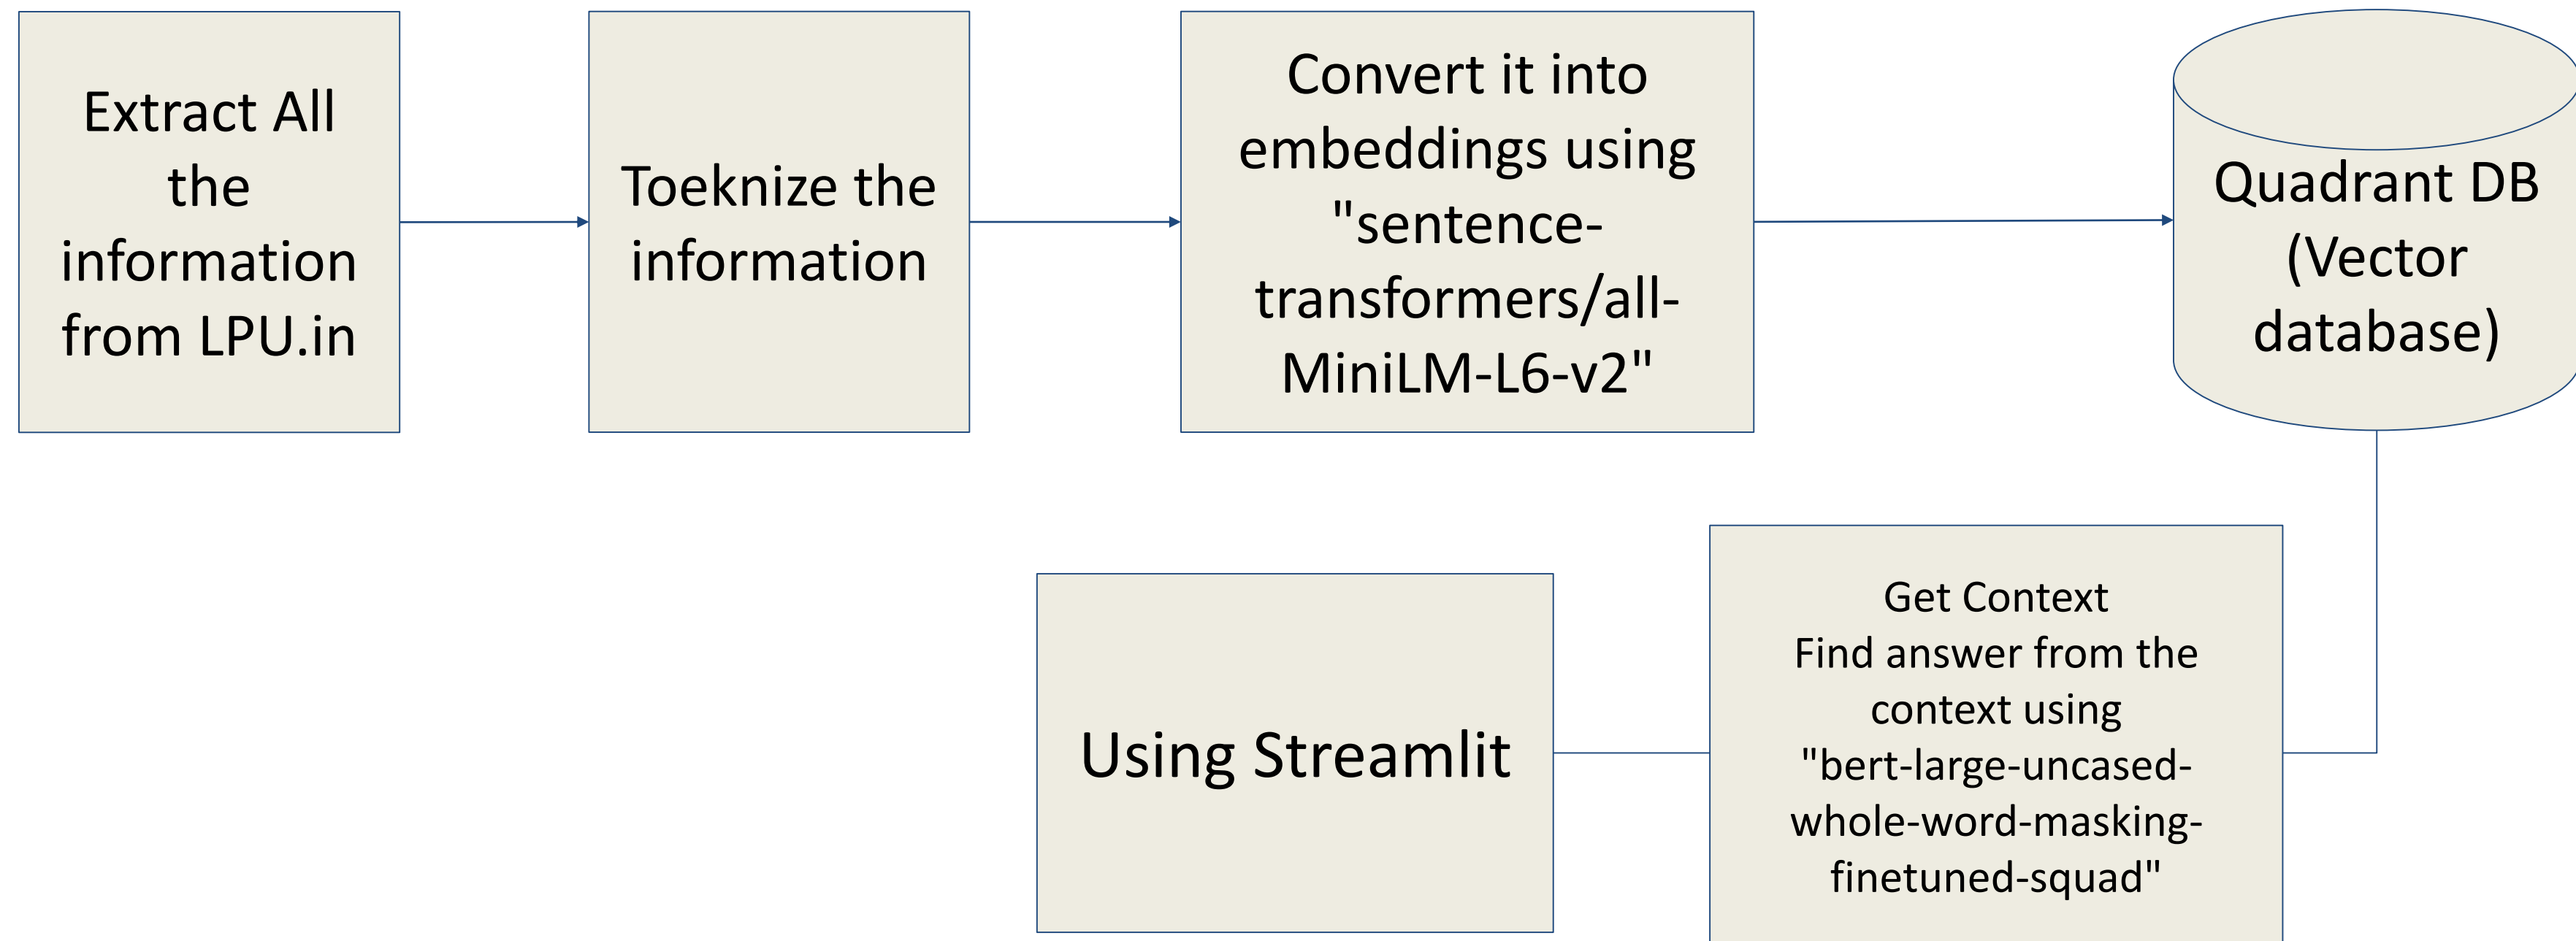 Extract All
the
information
from LPU.in
Toeknize the
information
Convert it into
embeddings using
"sentence-
transformers/all-
MiniLM-L6-v2"
Quadrant DB
(Vector
database)
Using Streamlit
Get Context
Find answer from the
context using
"bert-large-uncased-
whole-word-masking-
finetuned-squad"